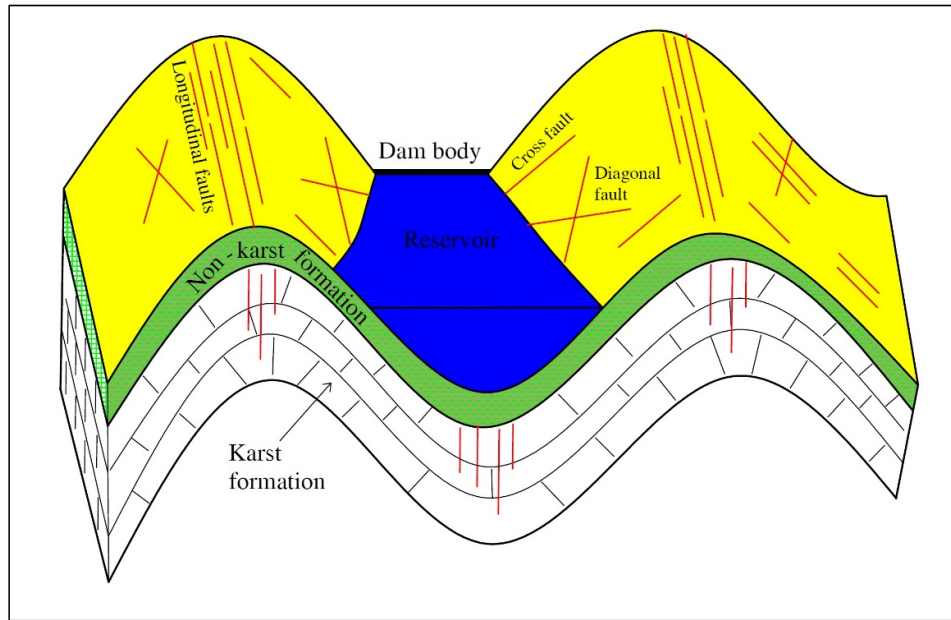 Longitudinal faults
Dam body
Cross fault
Diagonal
fault
Reservoir
Non - karst formation
Karst
formation